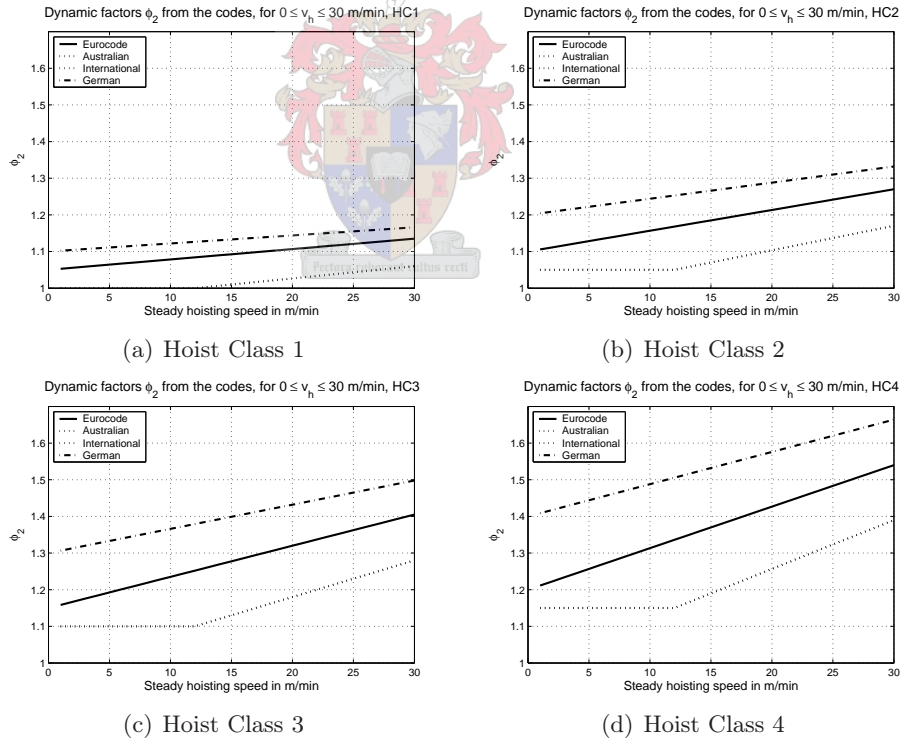 Dynamic factors ϕ₂ from the codes, for 0 ≤ v_h ≤ 30 m/min, HC1
Eurocode
Australian
International
German
1.6
1.5
1.4
1.3
1.2
1.1
1
ϕ₂
0 5 10 15 20 25 30
Steady hoisting speed in m/min
(a) Hoist Class 1
Dynamic factors ϕ₂ from the codes, for 0 ≤ v_h ≤ 30 m/min, HC2
Eurocode
Australian
International
German
1.6
1.5
1.4
1.3
1.2
1.1
1
ϕ₂
0 5 10 15 20 25 30
Steady hoisting speed in m/min
(b) Hoist Class 2
Pectora cultus recti
Dynamic factors ϕ₂ from the codes, for 0 ≤ v_h ≤ 30 m/min, HC3
Eurocode
Australian
International
German
1.6
1.5
1.4
1.3
1.2
1.1
1
ϕ₂
0 5 10 15 20 25 30
Steady hoisting speed in m/min
(c) Hoist Class 3
Dynamic factors ϕ₂ from the codes, for 0 ≤ v_h ≤ 30 m/min, HC4
Eurocode
Australian
International
German
1.6
1.5
1.4
1.3
1.2
1.1
1
ϕ₂
0 5 10 15 20 25 30
Steady hoisting speed in m/min
(d) Hoist Class 4